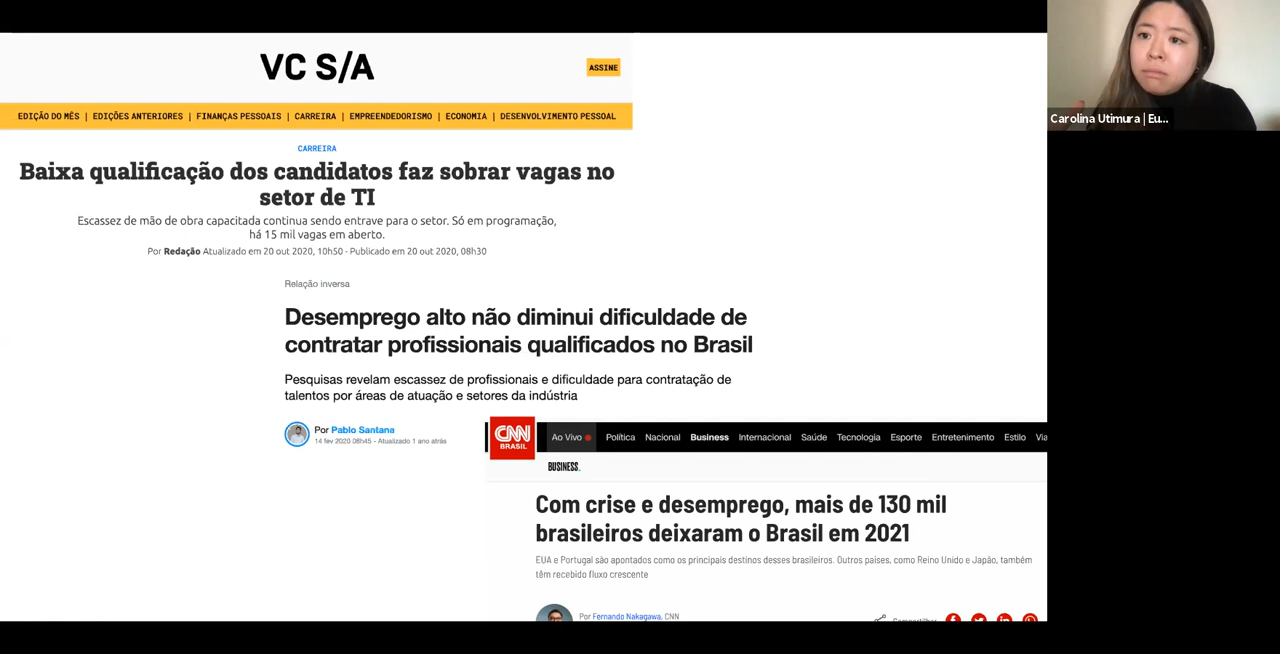 VC S/A
ASSINE
EDIÇÃO DO MÊS | EDIÇÕES ANTERIORES | FINANÇAS PESSOAIS | CARREIRA | EMPREENDEDORISMO | ECONOMIA | DESENVOLVIMENTO PESSOAL
CARREIRA
Baixa qualificação dos candidatos faz sobrar vagas no
setor de TI
Escassez de mão de obra capacitada continua sendo entrave para o setor. Só em programação,
há 15 mil vagas em aberto.
Por Redação Atualizado em 20 out 2020, 10h50 - Publicado em 20 out 2020, 08h30
Relação inversa
Desemprego alto não diminui dificuldade de
contratar profissionais qualificados no Brasil
Pesquisas revelam escassez de profissionais e dificuldade para contratação de
talentos por áreas de atuação e setores da indústria
Por Pablo Santana
14 fev 2020 08h45 - Atualizado 1 ano atrás
CNN
BRASIL
Ao Vivo Política Nacional Business Internacional Saúde Tecnologia Esporte Entretenimento Estilo Via
BUSINESS.
Com crise e desemprego, mais de 130 mil
brasileiros deixaram o Brasil em 2021
EUA e Portugal são apontados como os principais destinos desses brasileiros. Outros países, como Reino Unido e Japão, também
têm recebido fluxo crescente
Por Fernando Nakagawa, CNN
Compartilhar
Carolina Utimura | Eu...